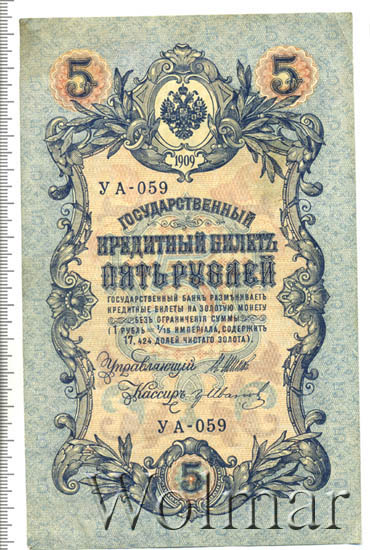 5 5
1909
УА-059
ГОСУДАРСТВЕННЫЙ
КРЕДИТНЫЙ БИЛЕТЪ
ПЯТЬ РУБЛЕЙ
ГОСУДАРСТВЕННЫЙ БАНКЪ РАЗМѢНИВАЕТЪ
КРЕДИТНЫЕ БИЛЕТЫ НА ЗОЛОТУЮ МОНЕТУ
БЕЗЪ ОГРАНИЧЕНІЯ СУММЫ
(1 РУБЛЬ = 1/15 ИМПЕРІАЛА, СОДЕРЖИТЪ
17,424 ДОЛЕЙ ЧИСТАГО ЗОЛОТА).
Управляющій
Кассиръ
УА-059
5
Wolmar